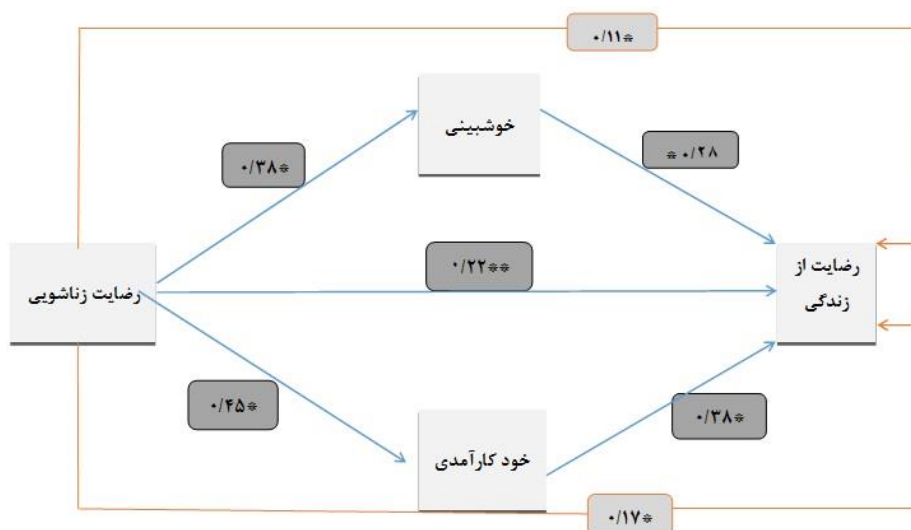 ۰/۱۱*
خوشبینی
۰/۳۸*
۰/۲۸*
رضایت از
زندگی
۰/۲۲**
رضایت زناشویی
۰/۴۵*
۰/۳۸*
خود کارآمدی
۰/۱۷*